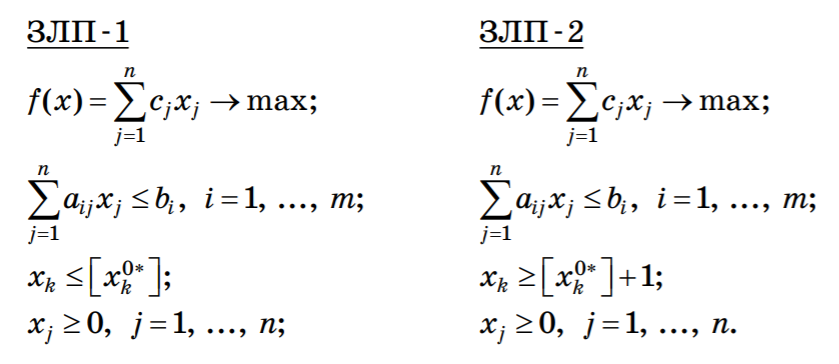 ЗЛП-1
f(x) = ∑_{j=1}^{n} c_j x_j → max;
∑_{j=1}^{n} a_{ij} x_j ≤ b_i, i = 1, ..., m;
x_k ≤ [x_k^{0*}];
x_j ≥ 0, j = 1, ..., n;
ЗЛП-2
f(x) = ∑_{j=1}^{n} c_j x_j → max;
∑_{j=1}^{n} a_{ij} x_j ≤ b_i, i = 1, ..., m;
x_k ≥ [x_k^{0*}] + 1;
x_j ≥ 0, j = 1, ..., n.